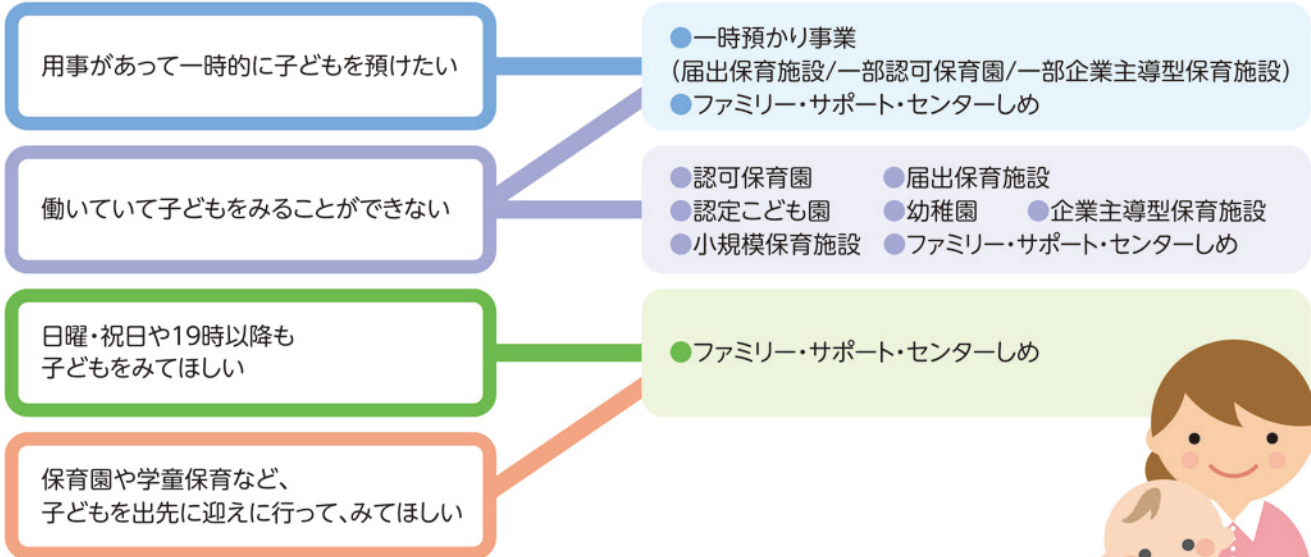 用事があって一時的に子どもを預けたい
●一時預かり事業
(届出保育施設/一部認可保育園/一部企業主導型保育施設)
●ファミリー・サポート・センターしめ
働いていて子どもをみることができない
●認可保育園 ●届出保育施設
●認定こども園 ●幼稚園 ●企業主導型保育施設
●小規模保育施設 ●ファミリー・サポート・センターしめ
日曜・祝日や19時以降も
子どもをみてほしい
●ファミリー・サポート・センターしめ
保育園や学童保育など、
子どもを出先に迎えに行って、みてほしい